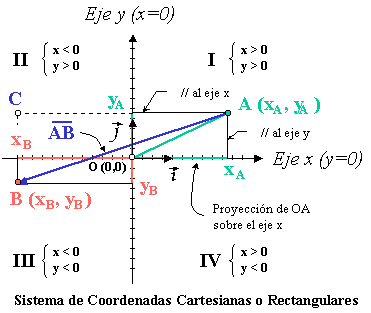 Eje y (x=0)
II { x < 0
y > 0
I { x > 0
y > 0
C
yA
// al eje x
A (xA, yA)
AB
j
xB
// al eje y
O (0,0)
i
xA
Eje x (y=0)
B (xB, yB)
yB
Proyección de OA
sobre el eje x
III { x < 0
y < 0
IV { x > 0
y < 0
Sistema de Coordenadas Cartesianas o Rectangulares